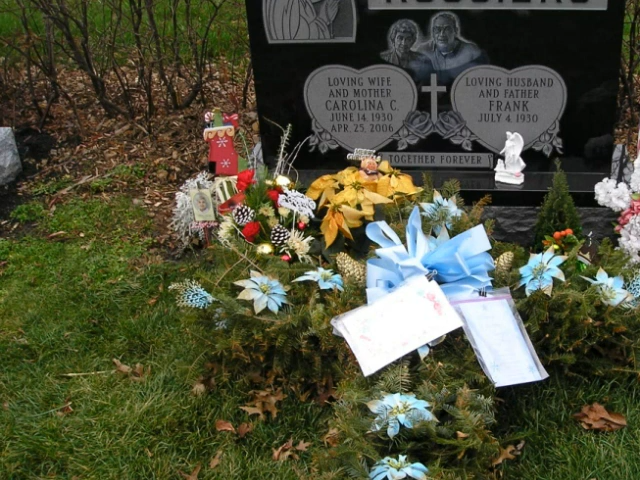 LOVING WIFE
AND MOTHER
CAROLINA C.
JUNE 14, 1930
APR. 25, 2006
LOVING HUSBAND
AND FATHER
FRANK
JULY 4, 1930
TOGETHER FOREVER